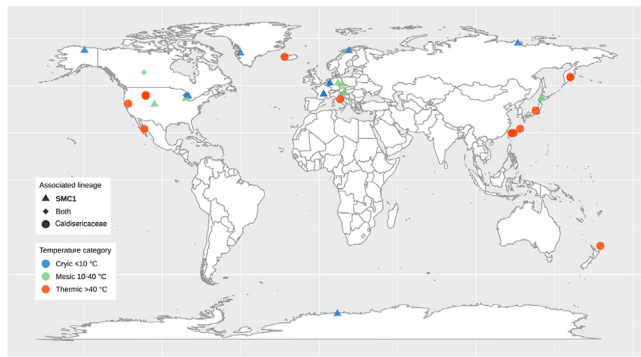 Associated lineage
SMC1
Both
Caldisericaceae
Temperature category
Cryic <10 °C
Mesic 10-40 °C
Thermic >40 °C